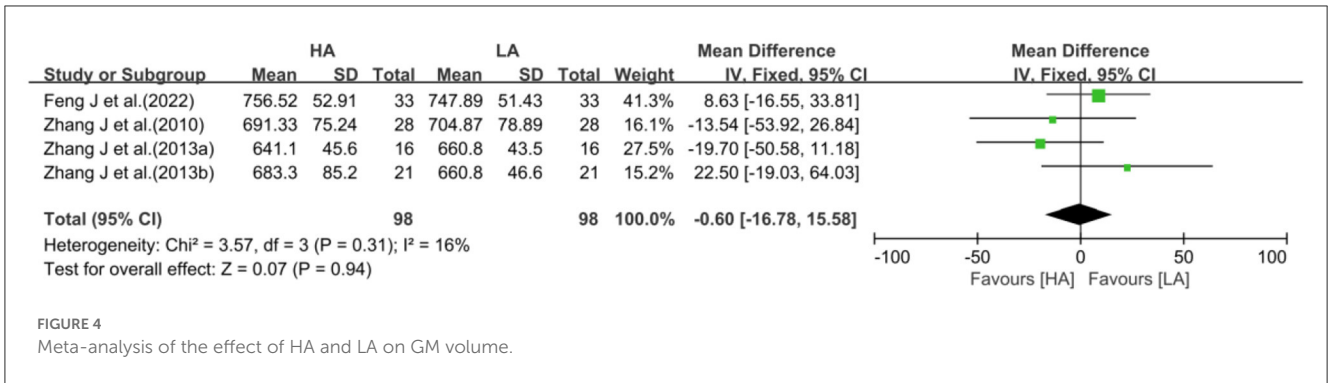 HA LA Mean Difference Mean Difference
Study or Subgroup Mean SD Total Mean SD Total Weight IV, Fixed, 95% CI IV, Fixed, 95% CI
Feng J et al.(2022) 756.52 52.91 33 747.89 51.43 33 41.3% 8.63 [-16.55, 33.81]
Zhang J et al.(2010) 691.33 75.24 28 704.87 78.89 28 16.1% -13.54 [-53.92, 26.84]
Zhang J et al.(2013a) 641.1 45.6 16 660.8 43.5 16 27.5% -19.70 [-50.58, 11.18]
Zhang J et al.(2013b) 683.3 85.2 21 660.8 46.6 21 15.2% 22.50 [-19.03, 64.03]
Total (95% CI) 98 98 100.0% -0.60 [-16.78, 15.58]
Heterogeneity: Chi² = 3.57, df = 3 (P = 0.31); I² = 16%
Test for overall effect: Z = 0.07 (P = 0.94)
-100 -50 0 50 100
Favours [HA] Favours [LA]
FIGURE 4
Meta-analysis of the effect of HA and LA on GM volume.